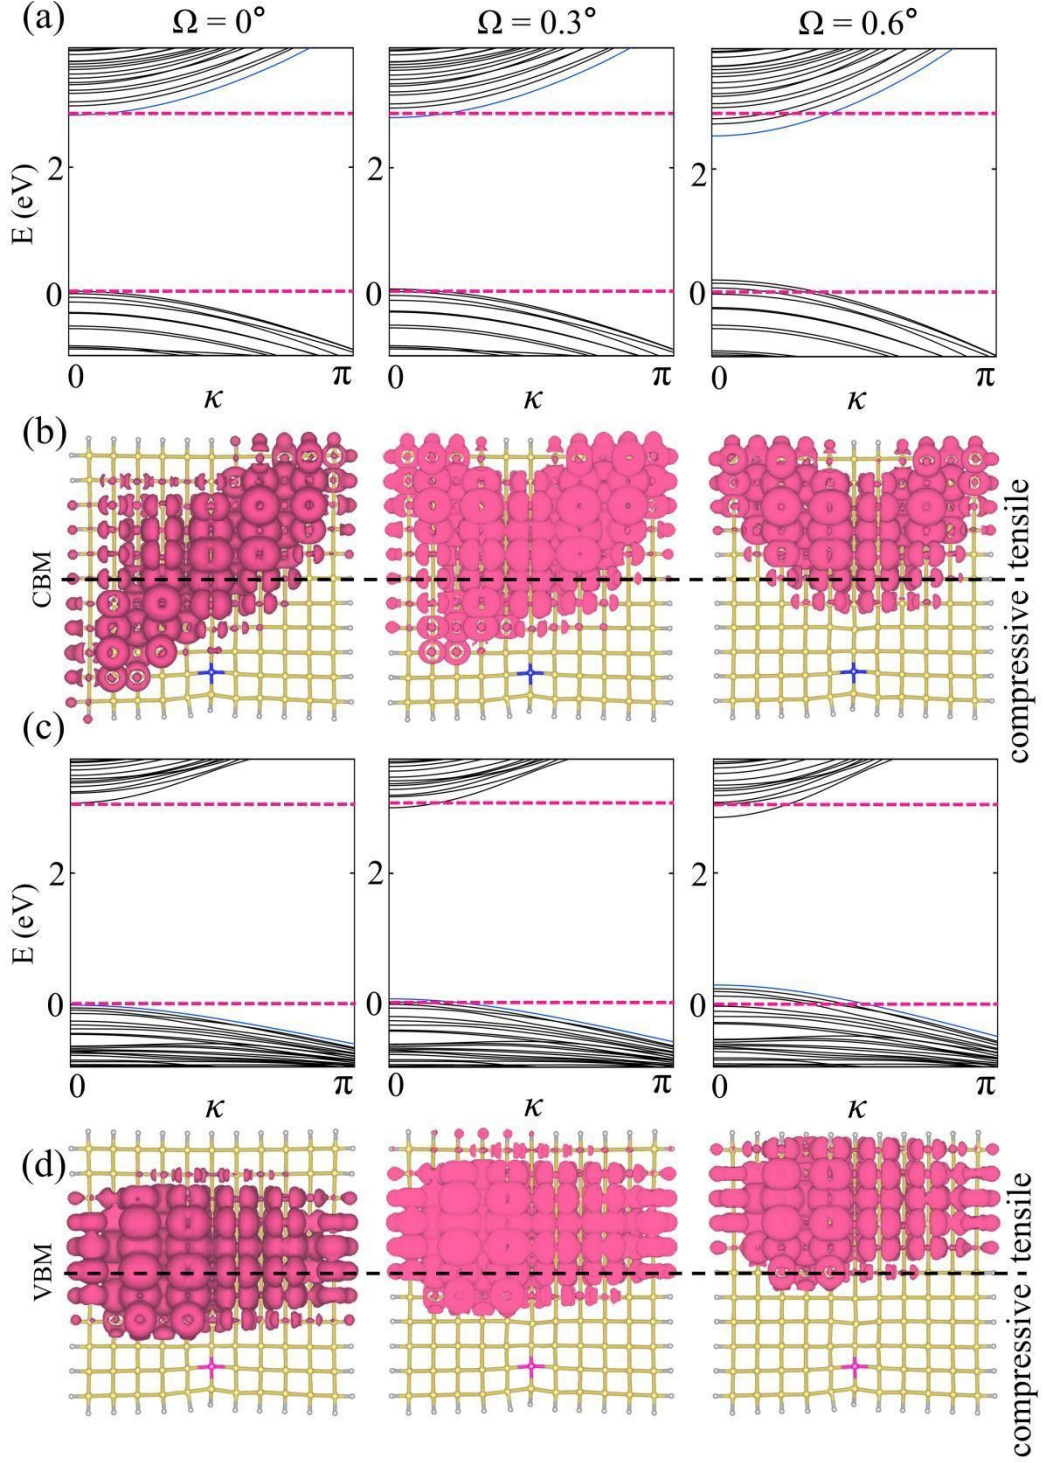 (a) Ω = 0° Ω = 0.3° Ω = 0.6°
E (eV)
2 2 2
0 0 0
0 π 0 π 0 π
κ κ κ
(b)
CBM
compressive tensile
(c)
E (eV)
2 2 2
0 0 0
0 π 0 π 0 π
κ κ κ
(d)
VBM
compressive tensile